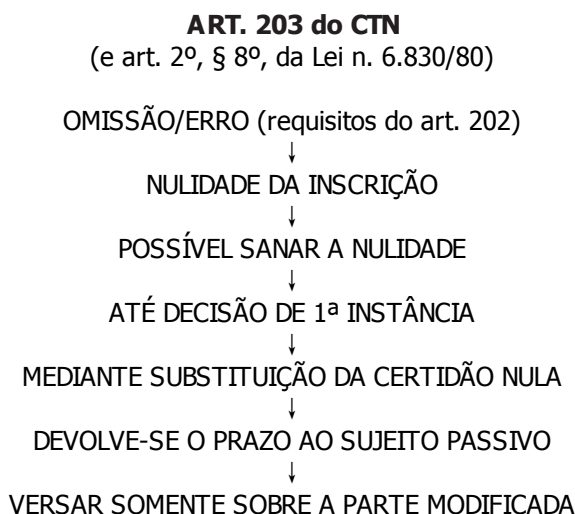 ART. 203 do CTN
(e art. 2º, § 8º, da Lei n. 6.830/80)
OMISSÃO/ERRO (requisitos do art. 202)
↓
NULIDADE DA INSCRIÇÃO
↓
POSSÍVEL SANAR A NULIDADE
↓
ATÉ DECISÃO DE 1ª INSTÂNCIA
↓
MEDIANTE SUBSTITUIÇÃO DA CERTIDÃO NULA
↓
DEVOLVE-SE O PRAZO AO SUJEITO PASSIVO
↓
VERSAR SOMENTE SOBRE A PARTE MODIFICADA